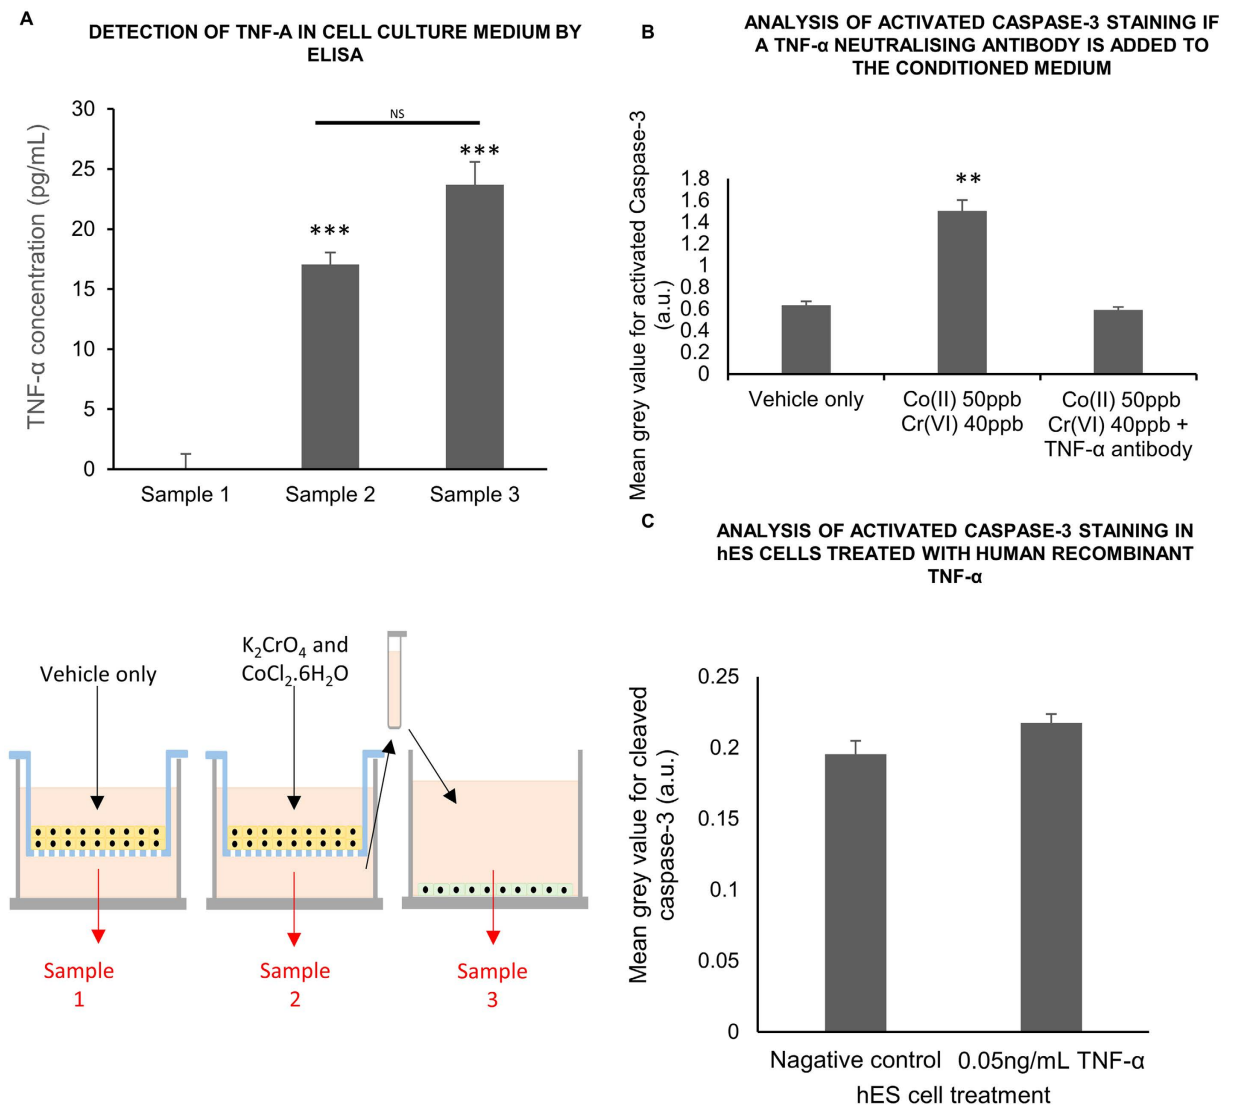 A
DETECTION OF TNF-A IN CELL CULTURE MEDIUM BY
ELISA
TNF-α concentration (pg/mL)
30
25
20
15
10
5
0
NS
***
***
Sample 1
Sample 2
Sample 3
Vehicle only
K₂CrO₄ and
CoCl₂.6H₂O
Sample
1
Sample
2
Sample
3
B
ANALYSIS OF ACTIVATED CASPASE-3 STAINING IF
A TNF-α NEUTRALISING ANTIBODY IS ADDED TO
THE CONDITIONED MEDIUM
Mean grey value for activated Caspase-3
(a.u.)
1.8
1.6
1.4
1.2
1
0.8
0.6
0.4
0.2
0
**
Vehicle only
Co(II) 50ppb
Cr(VI) 40ppb
Co(II) 50ppb
Cr(VI) 40ppb +
TNF-α antibody
C
ANALYSIS OF ACTIVATED CASPASE-3 STAINING IN
hES CELLS TREATED WITH HUMAN RECOMBINANT
TNF-α
Mean grey value for cleaved
caspase-3 (a.u.)
0.25
0.2
0.15
0.1
0.05
0
Nagative control
0.05ng/mL TNF-α
hES cell treatment